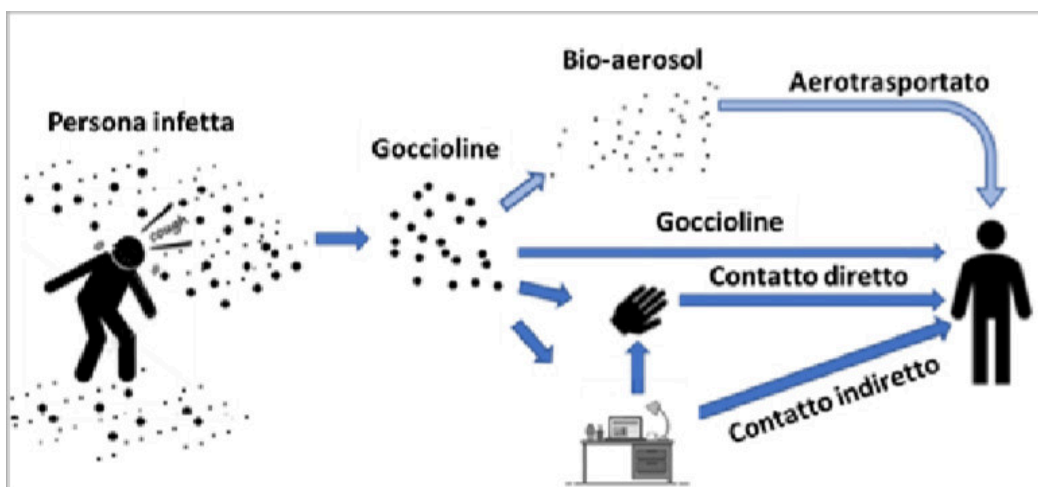 Persona infetta
cough
Goccioline
Bio-aerosol
Aerotrasportato
Goccioline
Contatto diretto
Contatto indiretto